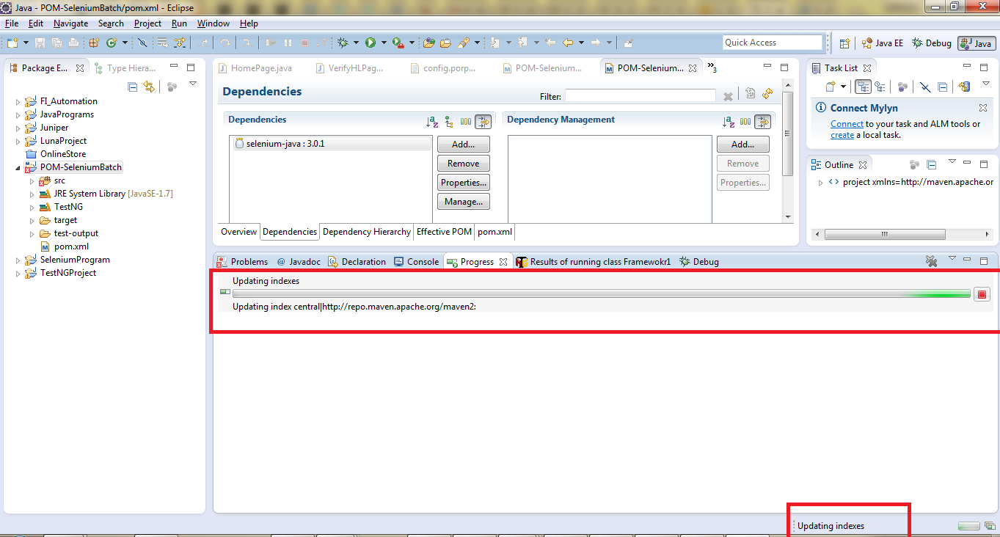 Java - POM-SeleniumBatch/pom.xml - Eclipse
File Edit Navigate Search Project Run Window Help
Quick Access
Java EE
Debug
Java
Package E...
Type Hiera...
FI_Automation
JavaPrograms
Juniper
LunaProject
OnlineStore
POM-SeleniumBatch
src
JRE System Library [JavaSE-1.7]
TestNG
target
test-output
pom.xml
SeleniumProgram
TestNGProject
HomePage.java
VerifyHLPag...
config.porp...
POM-Selenium...
POM-Selenium...
»3
Dependencies
Filter:
Dependencies
selenium-java : 3.0.1
Add...
Remove
Properties...
Manage...
Dependency Management
Add...
Remove
Properties...
Overview
Dependencies
Dependency Hierarchy
Effective POM
pom.xml
Task List
Connect Mylyn
Connect to your task and ALM tools or
create a local task.
Outline
project xmlns=http://maven.apache.or
Problems
@ Javadoc
Declaration
Console
Progress
Results of running class Framewokr1
Debug
Updating indexes
Updating index central|http://repo.maven.apache.org/maven2:
Updating indexes